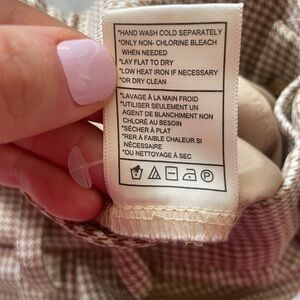 *HAND WASH COLD SEPARATELY
*ONLY NON- CHLORINE BLEACH
WHEN NEEDED
*LAY FLAT TO DRY
*LOW HEAT IRON IF NECESSARY
*OR DRY CLEAN
*LAVAGE À LA MAIN FROID
*UTILISER SEULEMENT UN
AGENT DE BLANCHIMENT NON
CHLORÉ AU BESOIN
*SÉCHER À PLAT
*RER À FAIBLE CHALEUR SI
NÉCESSAIRE
*OU NETTOYAGE À SEC